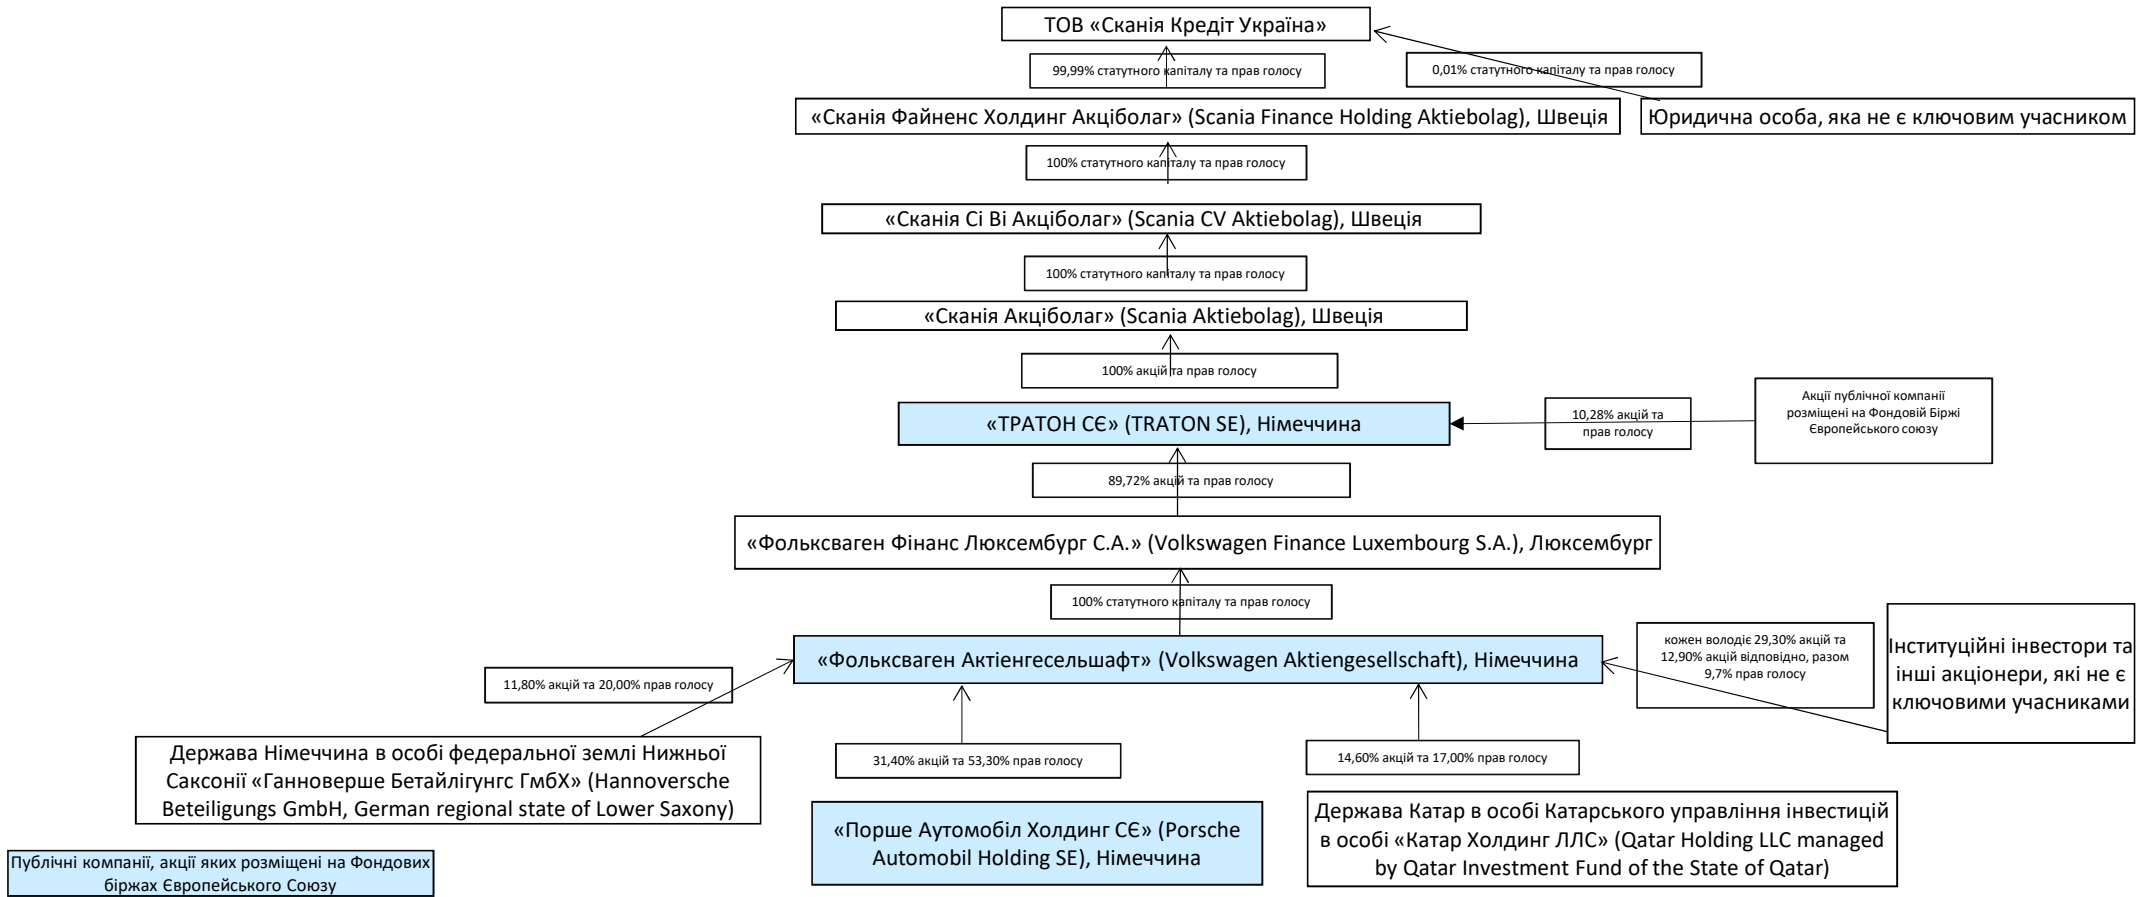 ТОВ «Сканія Кредіт Україна»
99,99% статутного капіталу та прав голосу
0,01% статутного капіталу та прав голосу
«Сканія Файненс Холдинг Акціболаг» (Scania Finance Holding Aktiebolag), Швеція
Юридична особа, яка не є ключовим учасником
100% статутного капіталу та прав голосу
«Сканія Сі Ві Акціболаг» (Scania CV Aktiebolag), Швеція
100% статутного капіталу та прав голосу
«Сканія Акціболаг» (Scania Aktiebolag), Швеція
100% акцій та прав голосу
«ТРАТОН СЄ» (TRATON SE), Німеччина
10,28% акцій та
прав голосу
Акції публічної компанії
розміщені на Фондовій Біржі
Європейського союзу
89,72% акцій та прав голосу
«Фольксваген Фінанс Люксембург С.А.» (Volkswagen Finance Luxembourg S.A.), Люксембург
100% статутного капіталу та прав голосу
«Фольксваген Актіенгесельшафт» (Volkswagen Aktiengesellschaft), Німеччина
кожен володіє 29,30% акцій та
12,90% акцій відповідно, разом
9,7% прав голосу
Інституційні інвестори та
інші акціонери, які не є
ключовими учасниками
11,80% акцій та 20,00% прав голосу
31,40% акцій та 53,30% прав голосу
14,60% акцій та 17,00% прав голосу
Держава Німеччина в особі федеральної землі Нижньої
Саксонії «Ганноверше Бетайлігунгс ГмбХ» (Hannoversche
Beteiligungs GmbH, German regional state of Lower Saxony)
«Порше Аутомобіл Холдинг СЄ» (Porsche
Automobil Holding SE), Німеччина
Держава Катар в особі Катарського управління інвестицій
в особі «Катар Холдинг ЛЛС» (Qatar Holding LLC managed
by Qatar Investment Fund of the State of Qatar)
Публічні компанії, акції яких розміщені на Фондових
біржах Європейського Союзу